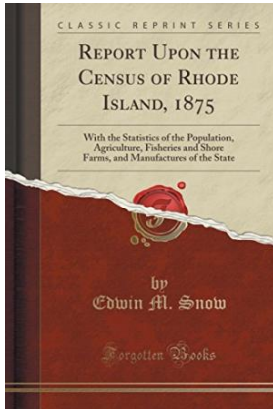 CLASSIC REPRINT SERIES
REPORT UPON THE
CENSUS OF RHODE
ISLAND, 1875
With the Statistics of the Population,
Agriculture, Fisheries and Shore
Farms, and Manufactures of the State
by
Edwin M. Snow
Forgotten Books